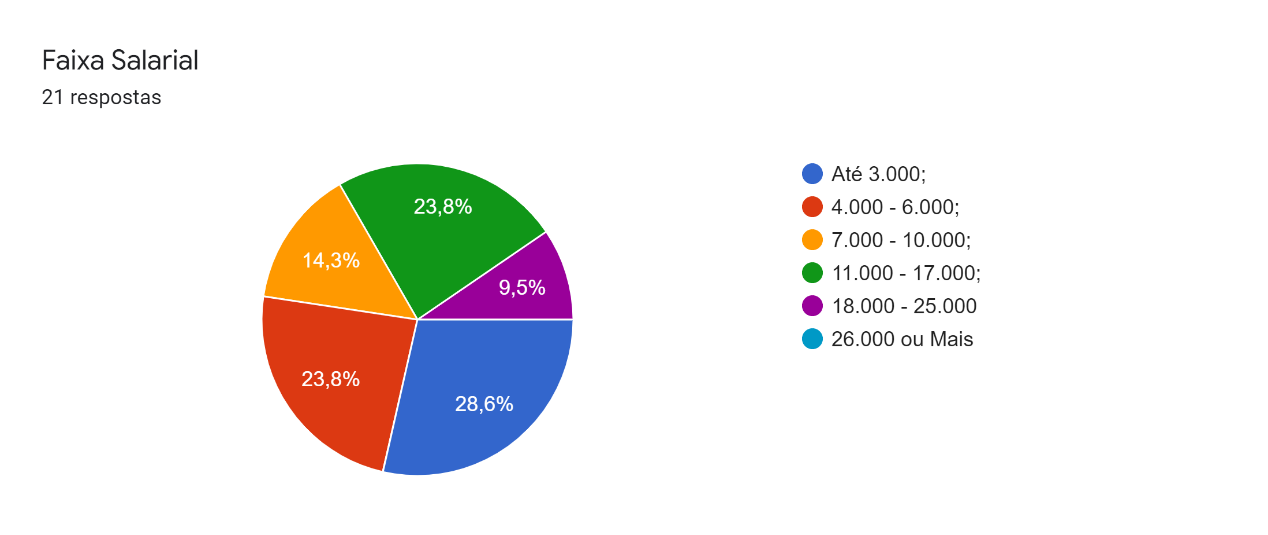 Faixa Salarial
21 respostas
23,8%
14,3%
9,5%
23,8%
28,6%
Até 3.000;
4.000 - 6.000;
7.000 - 10.000;
11.000 - 17.000;
18.000 - 25.000
26.000 ou Mais